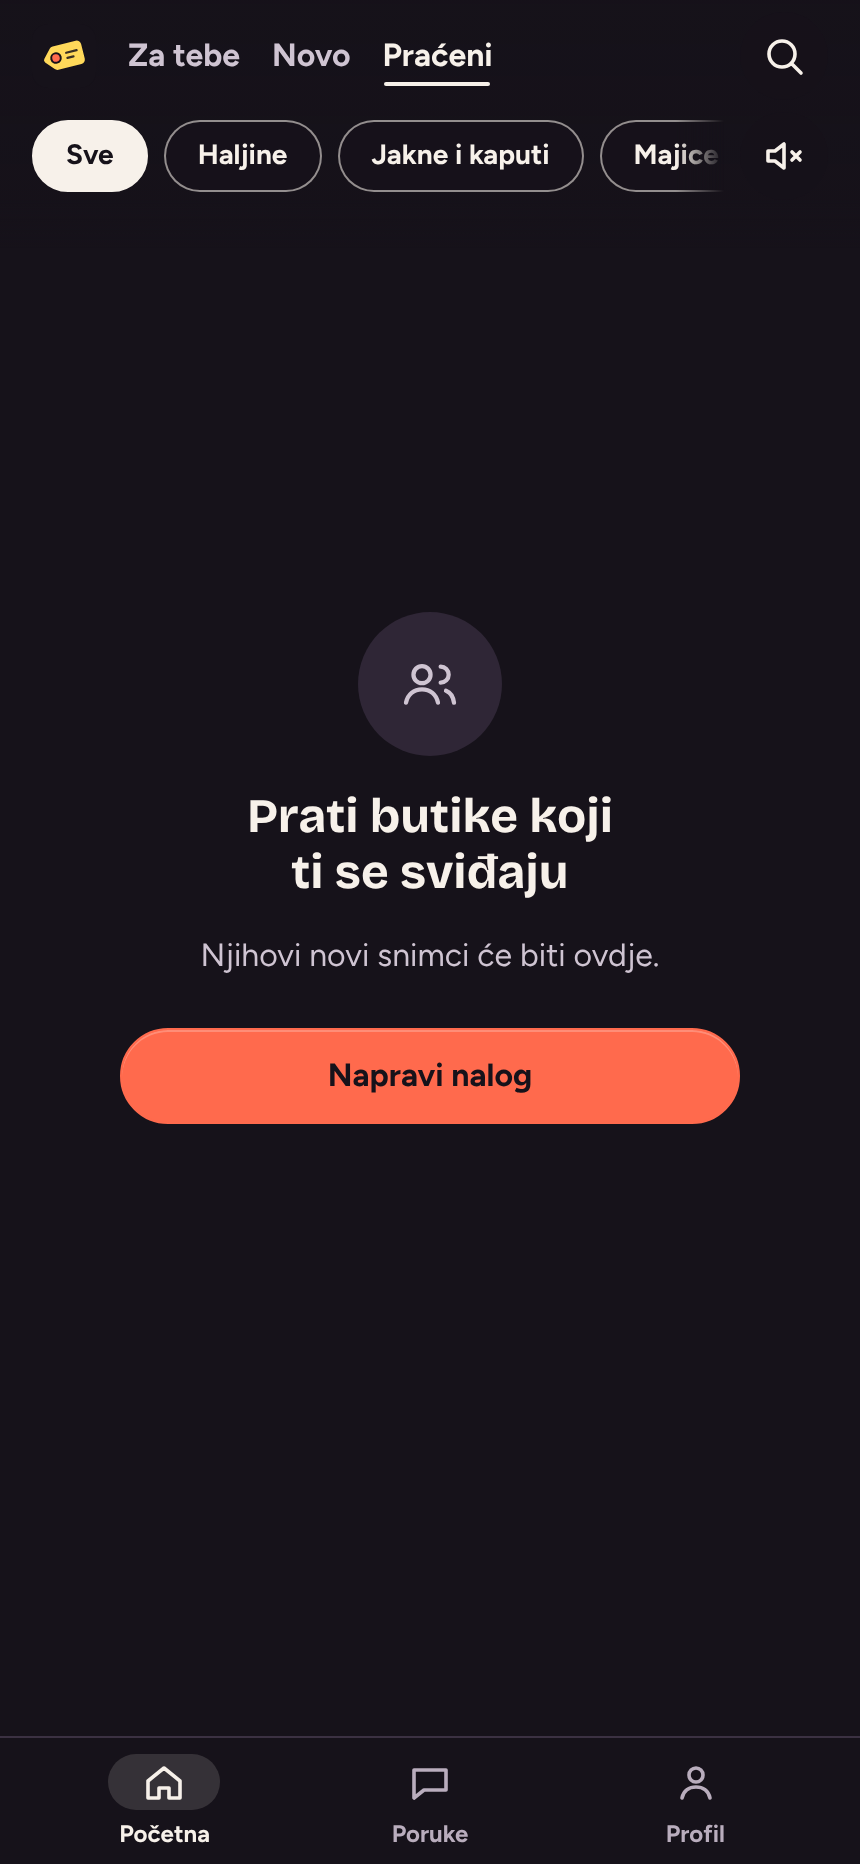 Za tebe Novo Praćeni
Sve Haljine Jakne i kaputi Majice
Prati butike koji
ti se sviđaju
Njihovi novi snimci će biti ovdje.
Napravi nalog
Početna Poruke Profil